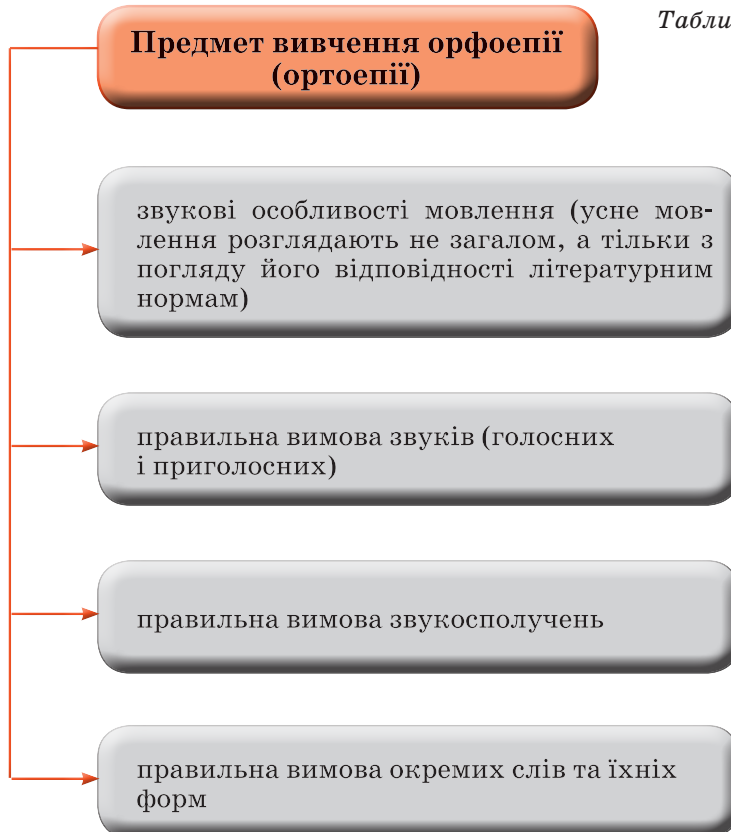 Предмет вивчення орфоепії
(ортоепії)
звукові особливості мовлення (усне мов-
лення розглядають не загалом, а тільки з
погляду його відповідності літературним
нормам)
правильна вимова звуків (голосних
і приголосних)
правильна вимова звукосполучень
правильна вимова окремих слів та їхніх
форм